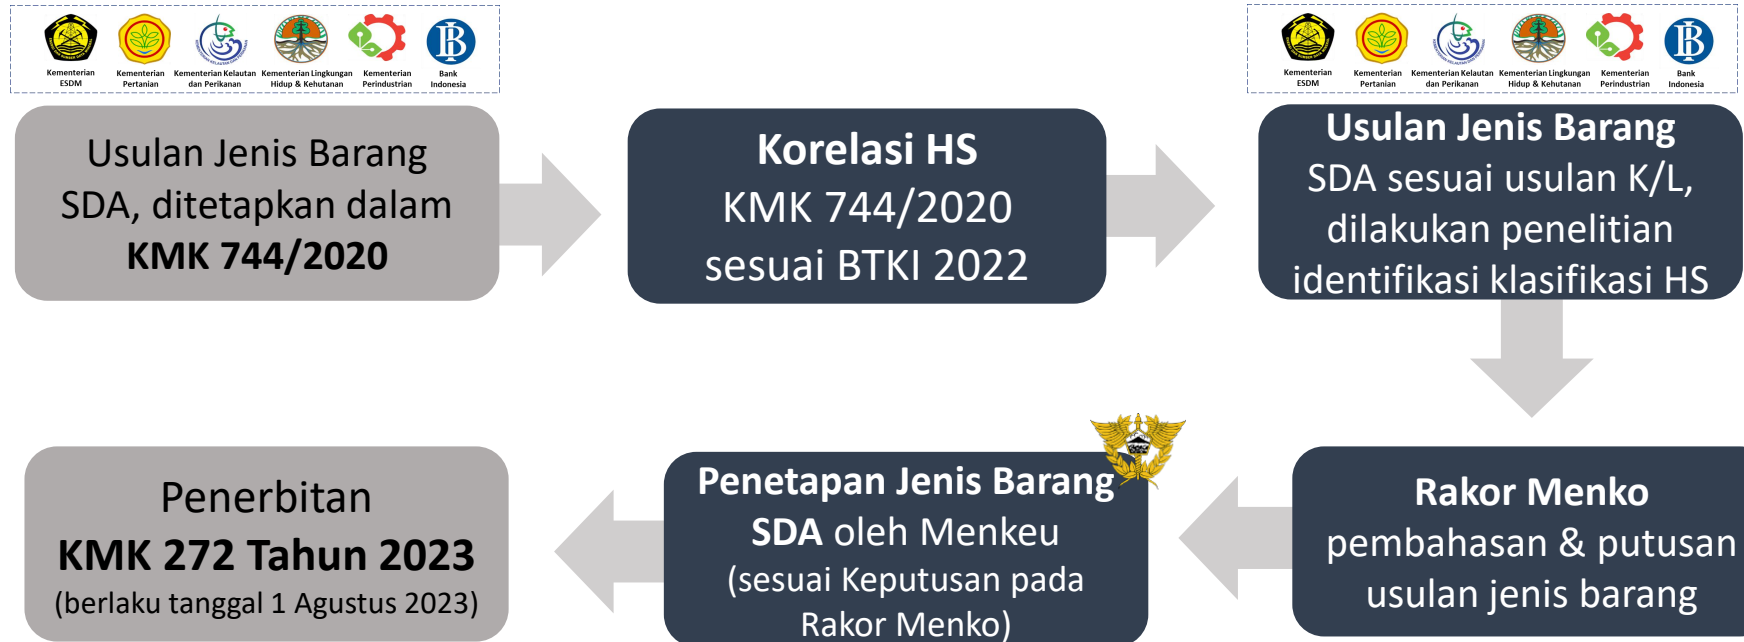 Kementerian
ESDM
Kementerian
Pertanian
Kementerian Kelautan
dan Perikanan
Kementerian Lingkungan
Hidup & Kehutanan
Kementerian
Perindustrian
Bank
Indonesia
Usulan Jenis Barang
SDA, ditetapkan dalam
KMK 744/2020
Korelasi HS
KMK 744/2020
sesuai BTKI 2022
Kementerian
ESDM
Kementerian
Pertanian
Kementerian Kelautan
dan Perikanan
Kementerian Lingkungan
Hidup & Kehutanan
Kementerian
Perindustrian
Bank
Indonesia
Usulan Jenis Barang
SDA sesuai usulan K/L,
dilakukan penelitian
identifikasi klasifikasi HS
Rakor Menko
pembahasan & putusan
usulan jenis barang
Penetapan Jenis Barang
SDA oleh Menkeu
(sesuai Keputusan pada
Rakor Menko)
Penerbitan
KMK 272 Tahun 2023
(berlaku tanggal 1 Agustus 2023)